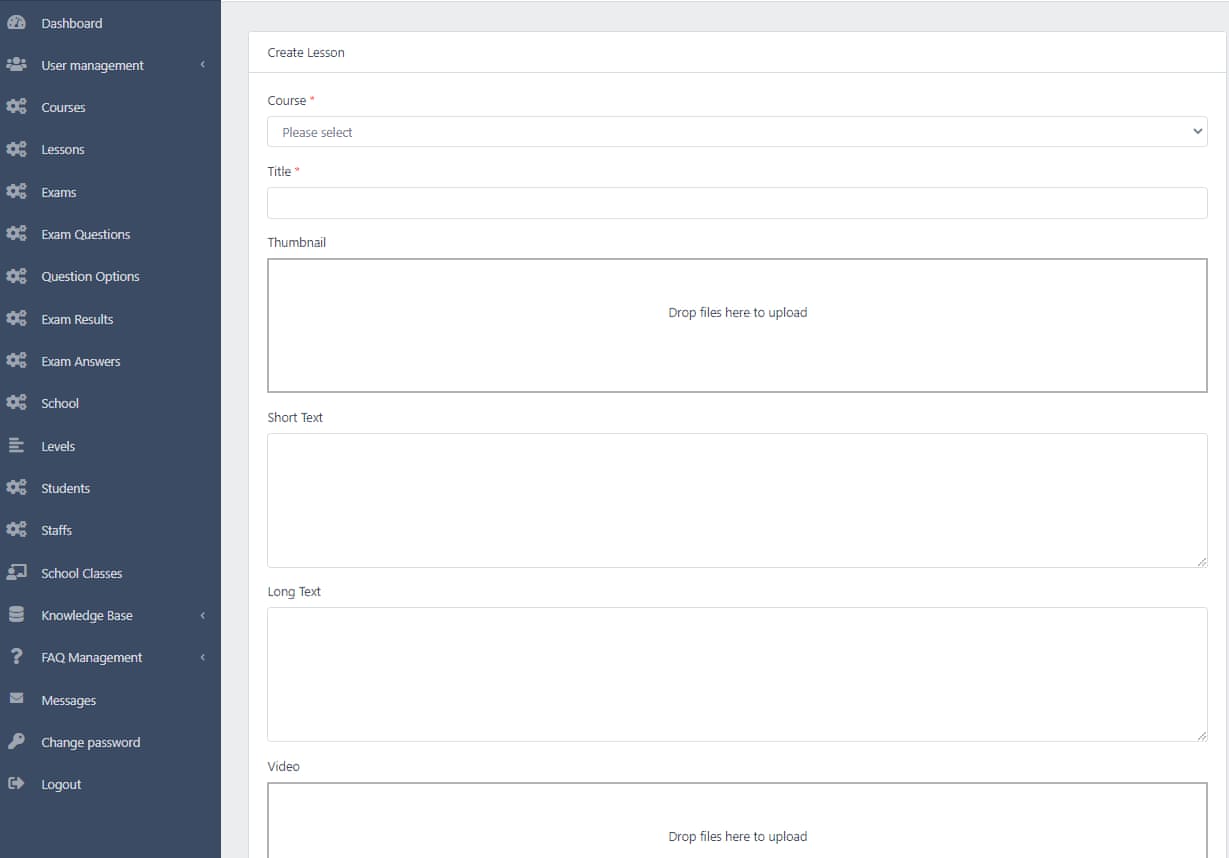 Dashboard
User management
Courses
Lessons
Exams
Exam Questions
Question Options
Exam Results
Exam Answers
School
Levels
Students
Staffs
School Classes
Knowledge Base
FAQ Management
Messages
Change password
Logout
Create Lesson
Course *
Please select
Title *
Thumbnail
Drop files here to upload
Short Text
Long Text
Video
Drop files here to upload